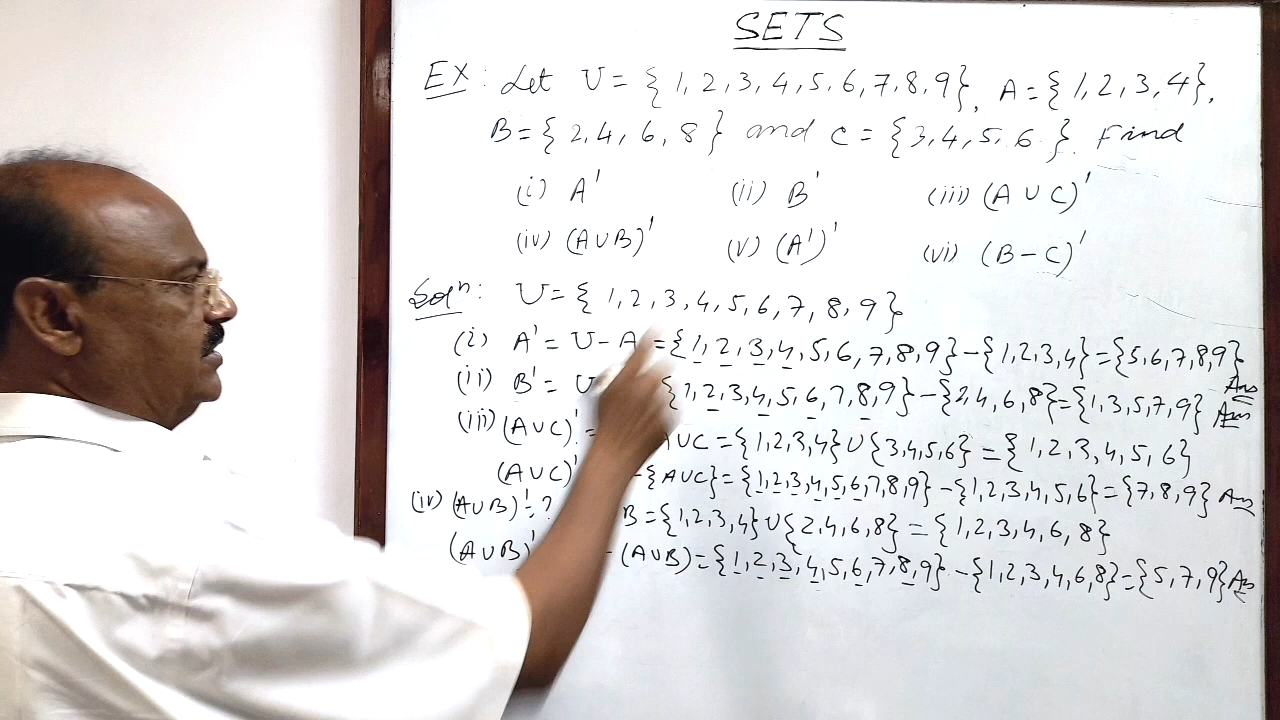 SETS
EX: Let U = {1, 2, 3, 4, 5, 6, 7, 8, 9}, A = {1, 2, 3, 4},
B = {2, 4, 6, 8} and C = {3, 4, 5, 6}. Find
(i) A' (ii) B' (iii) (A ∪ C)'
(iv) (A∪B)' (v) (A')' (vi) (B - C)'
Solⁿ: U = {1, 2, 3, 4, 5, 6, 7, 8, 9}
(i) A' = U - A = {1, 2, 3, 4, 5, 6, 7, 8, 9} - {1, 2, 3, 4} = {5, 6, 7, 8, 9} Ans
(ii) B' = U {1, 2, 3, 4, 5, 6, 7, 8, 9} - {2, 4, 6, 8} = {1, 3, 5, 7, 9} Ans
(iii) (A∪C)' = A∪C = {1, 2, 3, 4} ∪ {3, 4, 5, 6} = {1, 2, 3, 4, 5, 6}
(A∪C)' - {A∪C} = {1, 2, 3, 4, 5, 6, 7, 8, 9} - {1, 2, 3, 4, 5, 6} = {7, 8, 9} Ans
(iv) (A∪B)' = ? B = {1, 2, 3, 4} ∪ {2, 4, 6, 8} = {1, 2, 3, 4, 6, 8}
(A∪B)' - (A∪B) = {1, 2, 3, 4, 5, 6, 7, 8, 9} - {1, 2, 3, 4, 6, 8} = {5, 7, 9} Ans